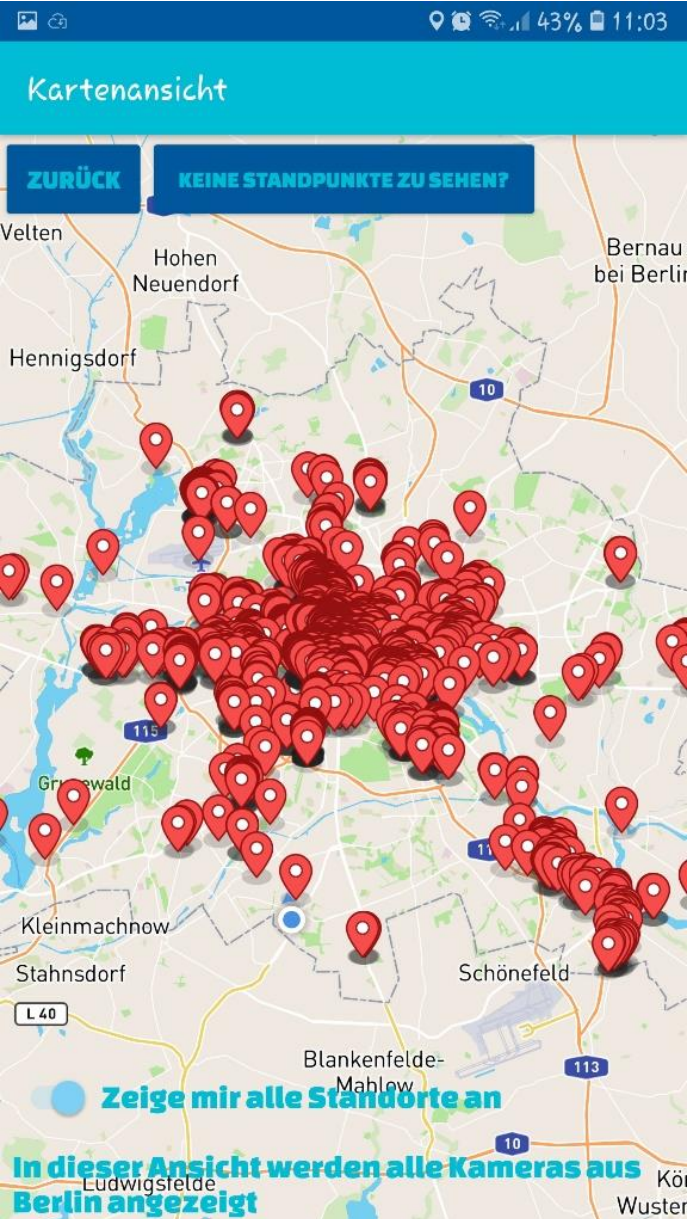 43% 11:03
Kartenansicht
ZURÜCK
KEINE STANDPUNKTE ZU SEHEN?
Velten
Hohen
Neuendorf
Bernau
bei Berlin
Hennigsdorf
10
115
Grunewald
11
Kleinmachnow
Stahnsdorf
Schönefeld
L 40
113
Blankenfelde-
Mahlow
Zeige mir alle Standorte an
10
In dieser Ansicht werden alle Kameras aus
Ludwigsfelde
Berlin angezeigt
Kör
Wuster